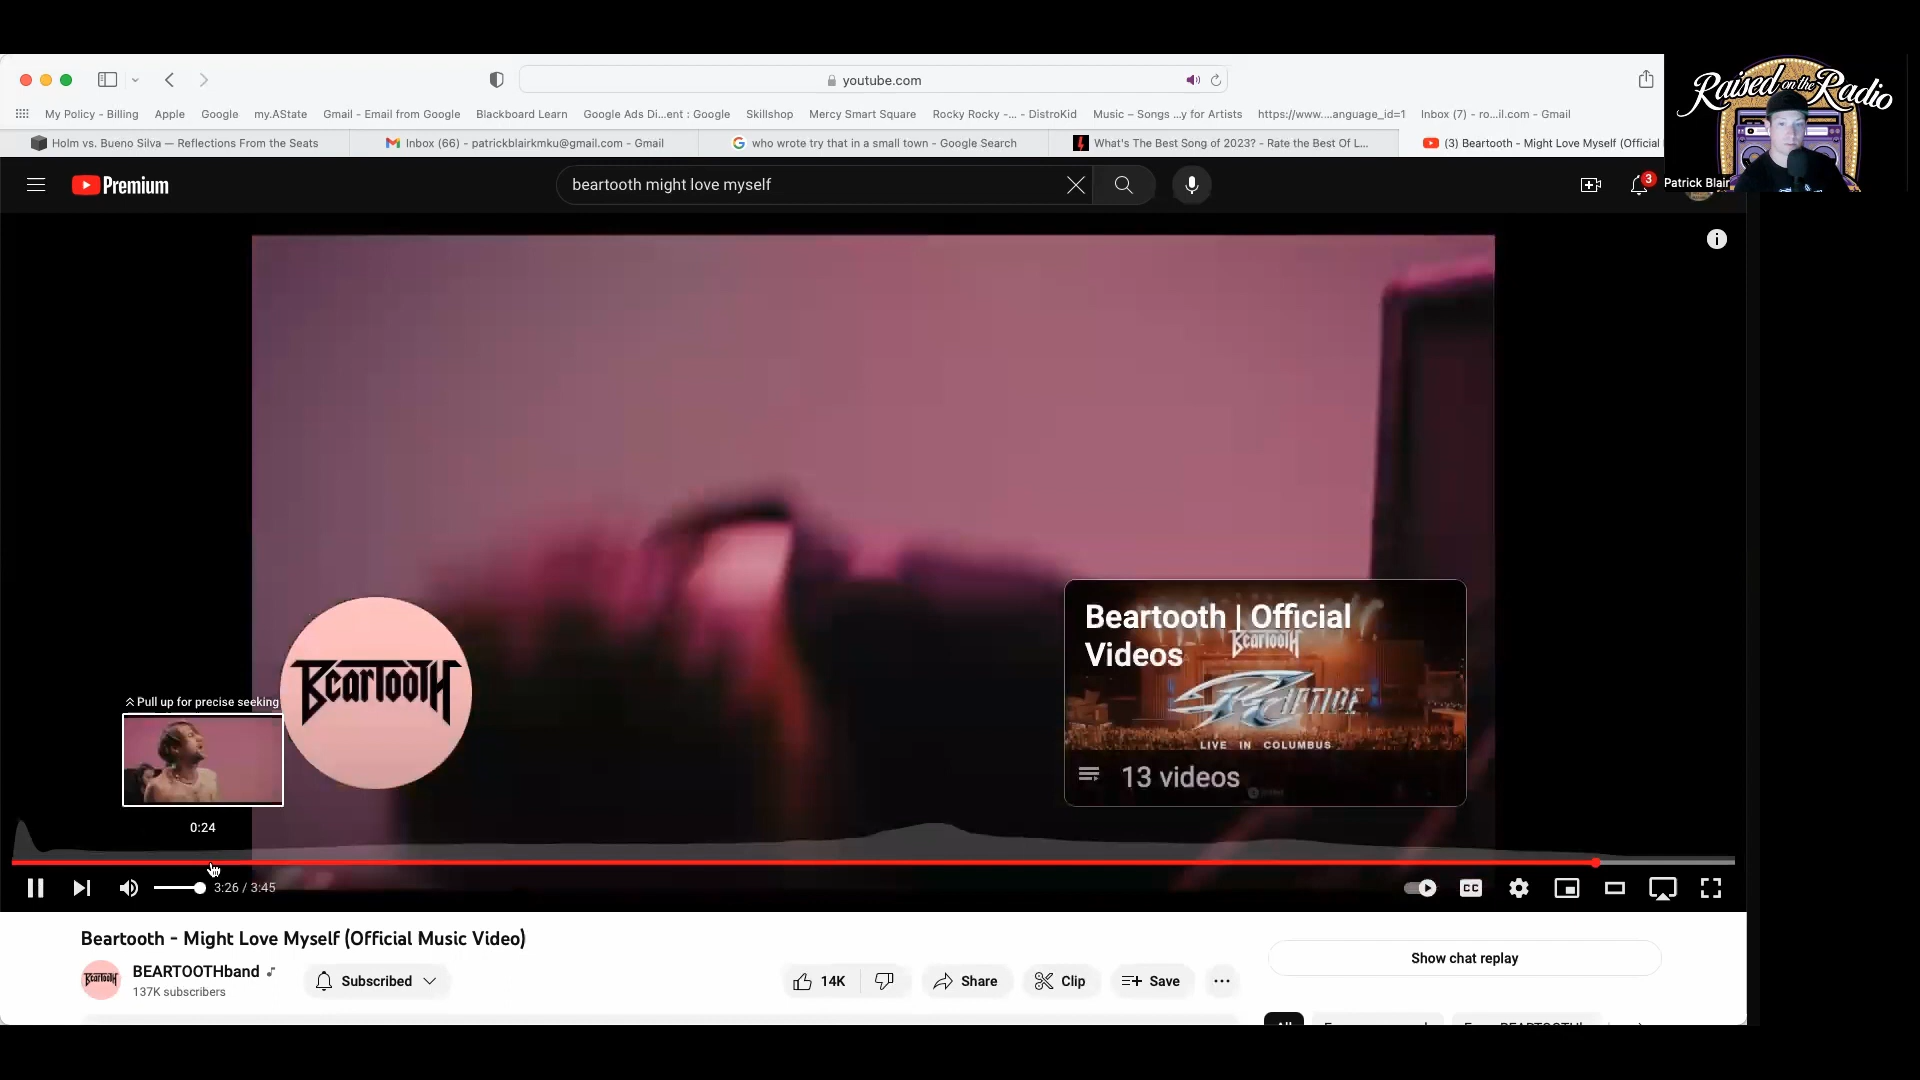 youtube.com
Raised on the Radio
My Policy - Billing Apple Google my.AState Gmail - Email from Google Blackboard Learn Google Ads Di...ent : Google Skillshop Mercy Smart Square Rocky Rocky -... - DistroKid Music – Songs ...y for Artists https://www....anguage_id=1 Inbox (7) - ro...il.com - Gmail
Holm vs. Bueno Silva — Reflections From the Seats Inbox (66) - patrickblairkmku@gmail.com - Gmail who wrote try that in a small town - Google Search What's The Best Song of 2023? - Rate the Best Of L... (3) Beartooth - Might Love Myself (Official
Premium beartooth might love myself 3 Patrick Blair
Beartooth | Official
Videos
Beartooth
RIPTIDE
LIVE IN COLUMBUS
13 videos
Beartooth
Pull up for precise seeking
0:24
3:26 / 3:45 CC
Beartooth - Might Love Myself (Official Music Video)
BEARTOOTHband
137K subscribers
Beartooth
Subscribed 14K Share Clip Save
Show chat replay